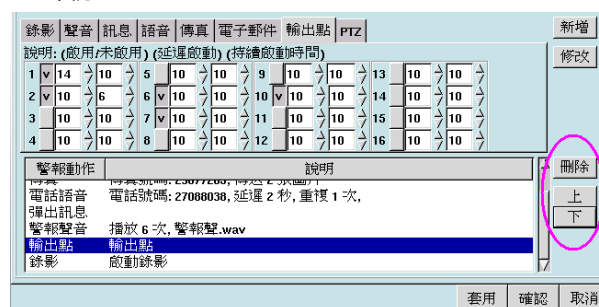 錄影 聲音 訊息 語音 傳真 電子郵件 輸出點 PTZ 新增
說明: (啟用/未啟用) (延遲啟動) (持續啟動時間) 修改
1 v 14 10 5 10 10 9 10 10 13 10 10
2 v 10 6 6 v 10 10 10 v 10 10 14 10 10
3 10 10 7 v 10 10 11 10 10 15 10 10
4 10 10 8 10 10 12 10 10 16 10 10
警報動作 說明 刪除
電話語音 電話號碼: 27088038, 延遲 2 秒, 重複 1 次, 上
彈出訊息 下
警報聲音 播放 6 次, 警報聲.wav
輸出點 輸出點
錄影 啟動錄影
套用 確認 取消